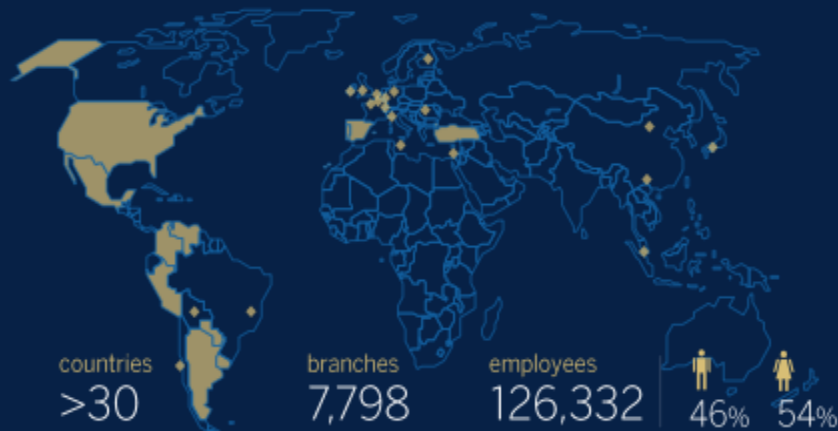 countries
>30
branches
7,798
employees
126,332
46%
54%